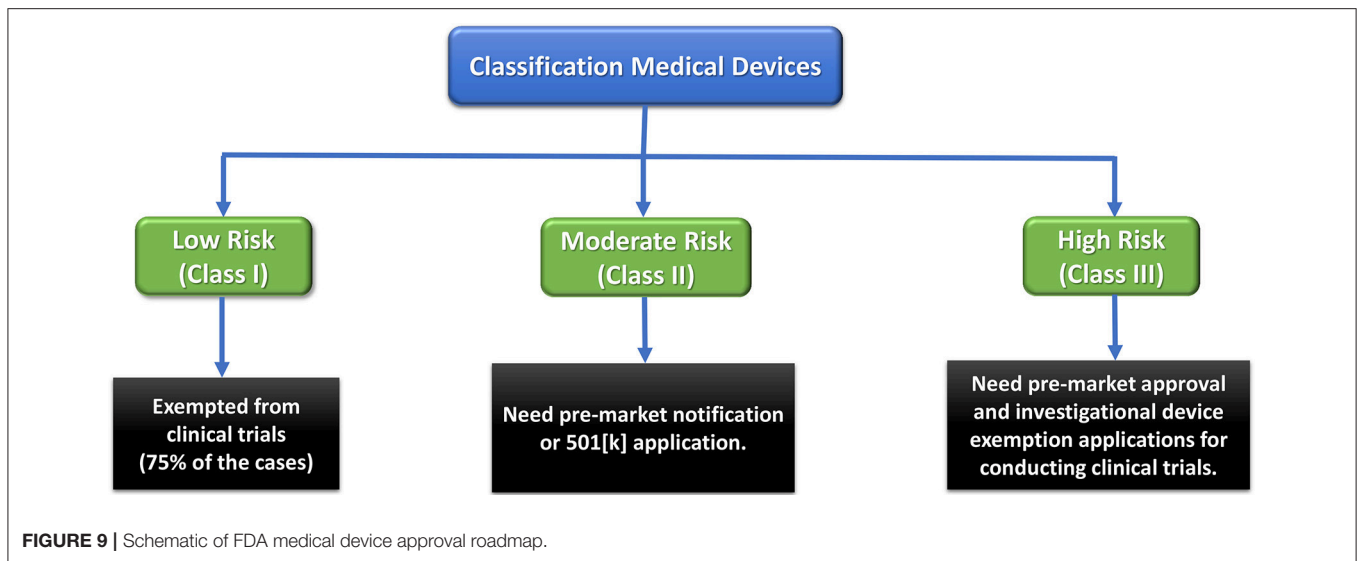 Classification Medical Devices
Low Risk
(Class I)
Moderate Risk
(Class II)
High Risk
(Class III)
Exempted from
clinical trials
(75% of the cases)
Need pre-market notification
or 501[k] application.
Need pre-market approval
and investigational device
exemption applications for
conducting clinical trials.
FIGURE 9 | Schematic of FDA medical device approval roadmap.